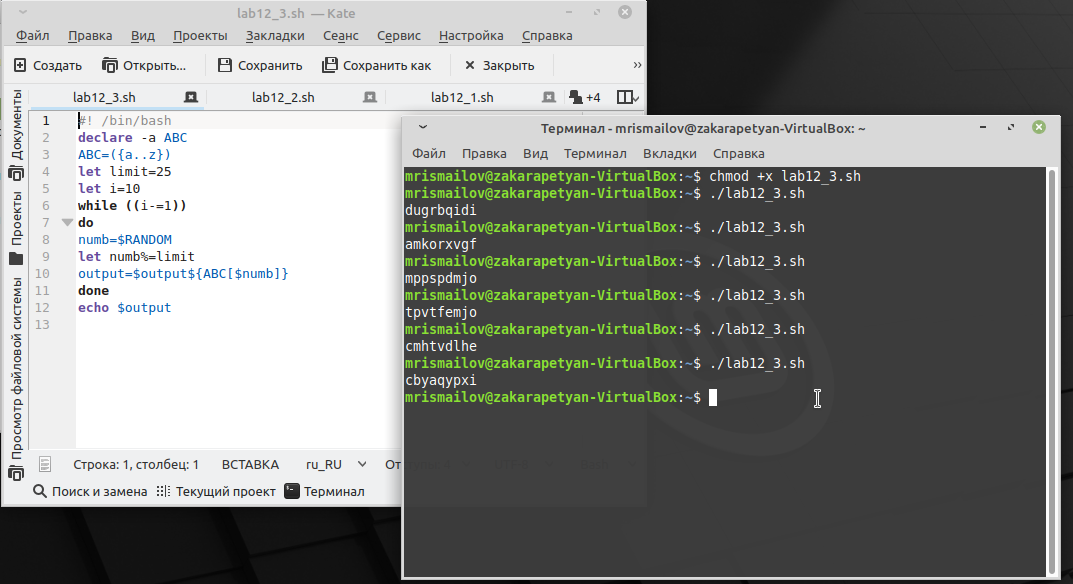 lab12_3.sh — Kate
Файл Правка Вид Проекты Закладки Сеанс Сервис Настройка Справка
Создать Открыть... Сохранить Сохранить как Закрыть »
lab12_3.sh lab12_2.sh lab12_1.sh +4
Документы
Проекты
Просмотр файловой системы
1 #! /bin/bash
2 declare -a ABC
3 ABC=({a..z})
4 let limit=25
5 let i=10
6 while ((i-=1))
7 do
8 numb=$RANDOM
9 let numb%=limit
10 output=$output${ABC[$numb]}
11 done
12 echo $output
13
Строка: 1, столбец: 1 ВСТАВКА ru_RU От
Поиск и замена Текущий проект Терминал
Терминал - mrismailov@zakarapetyan-VirtualBox: ~
Файл Правка Вид Терминал Вкладки Справка
mrismailov@zakarapetyan-VirtualBox:~$ chmod +x lab12_3.sh
mrismailov@zakarapetyan-VirtualBox:~$ ./lab12_3.sh
dugrbqidi
mrismailov@zakarapetyan-VirtualBox:~$ ./lab12_3.sh
amkorxvgf
mrismailov@zakarapetyan-VirtualBox:~$ ./lab12_3.sh
mppspdmjo
mrismailov@zakarapetyan-VirtualBox:~$ ./lab12_3.sh
tpvtfemjo
mrismailov@zakarapetyan-VirtualBox:~$ ./lab12_3.sh
cmhtvdlhe
mrismailov@zakarapetyan-VirtualBox:~$ ./lab12_3.sh
cbyaqypxi
mrismailov@zakarapetyan-VirtualBox:~$